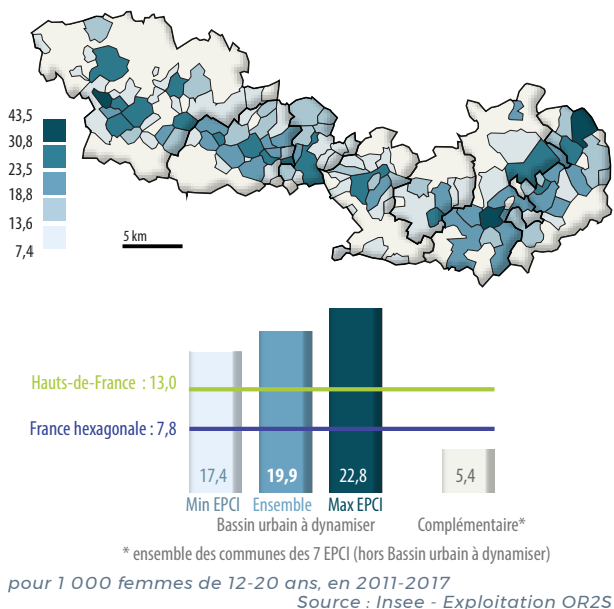 43,5
30,8
23,5
18,8
13,6
7,4
5 km
Hauts-de-France : 13,0
France hexagonale : 7,8
17,4 19,9 22,8 5,4
Min EPCI Ensemble Max EPCI
Bassin urbain à dynamiser Complémentaire*
* ensemble des communes des 7 EPCI (hors Bassin urbain à dynamiser)
pour 1 000 femmes de 12-20 ans, en 2011-2017
Source : Insee - Exploitation OR2S